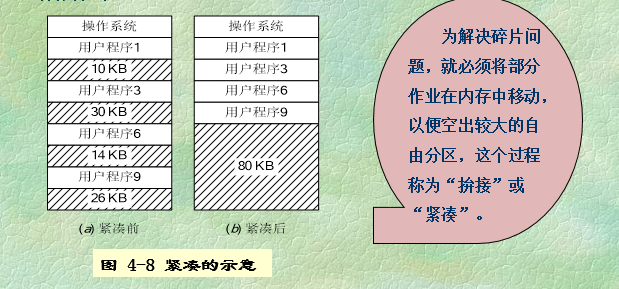 操作系统
用户程序1
10 KB
用户程序3
30 KB
用户程序6
14 KB
用户程序9
26 KB
(a) 紧凑前
操作系统
用户程序1
用户程序3
用户程序6
用户程序9
80 KB
(b) 紧凑后
图 4-8 紧凑的示意
为解决碎片问
题，就必须将部分
作业在内存中移动，
以便空出较大的自
由分区，这个过程
称为“拚接”或
“紧凑”。